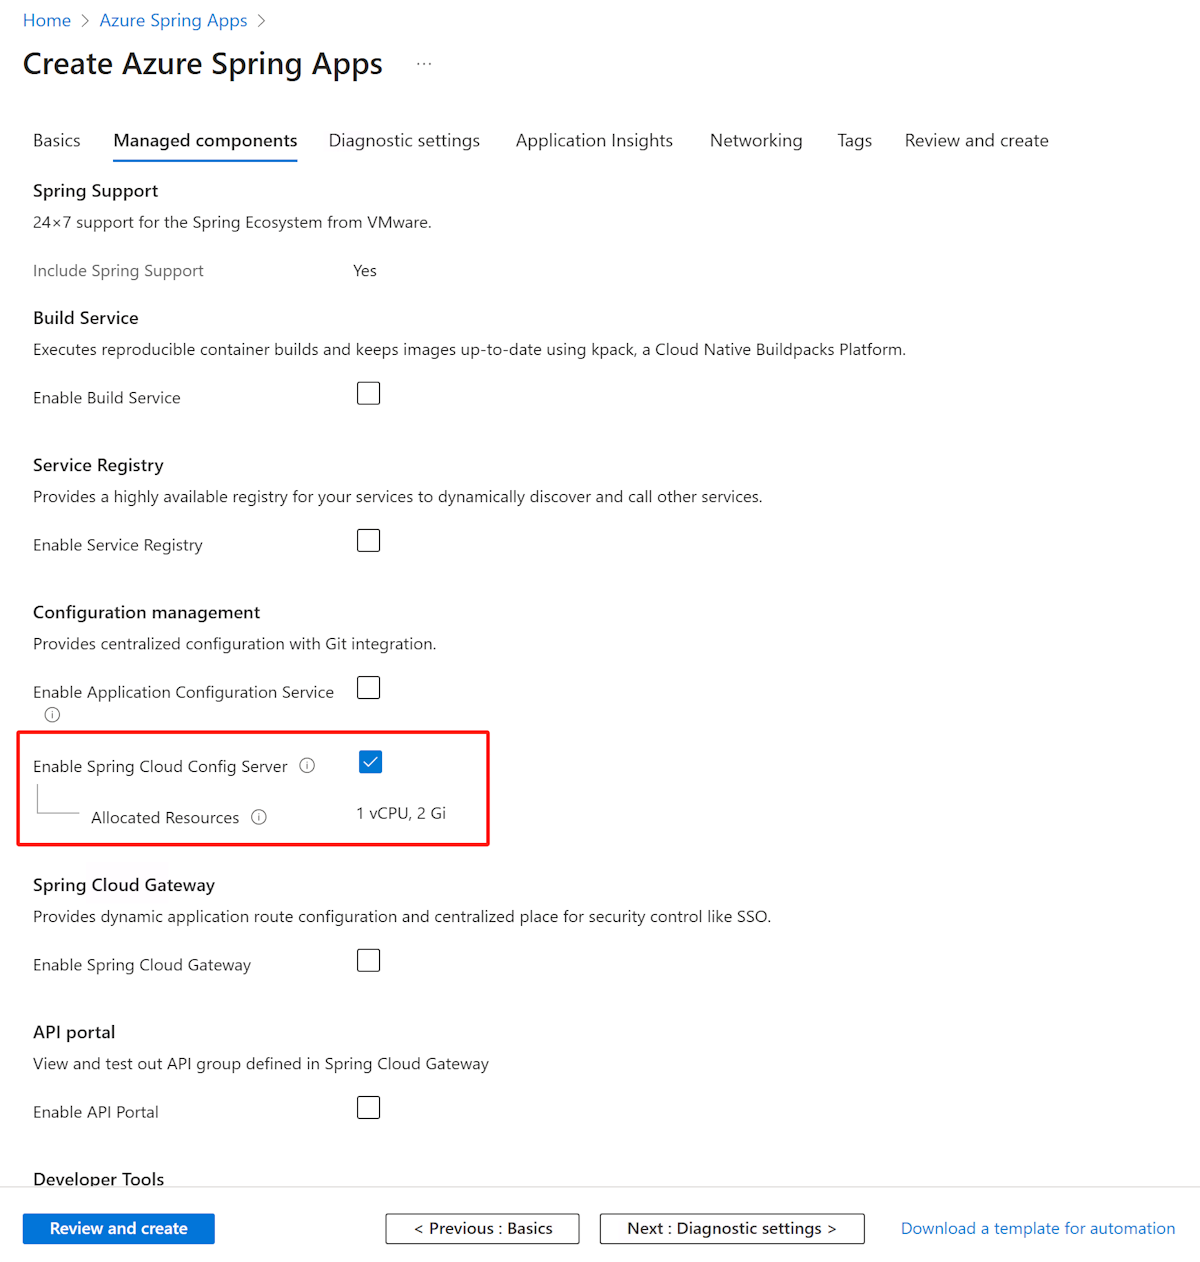 Home > Azure Spring Apps >
Create Azure Spring Apps ...
Basics Managed components Diagnostic settings Application Insights Networking Tags Review and create
Spring Support
24×7 support for the Spring Ecosystem from VMware.
Include Spring Support Yes
Build Service
Executes reproducible container builds and keeps images up-to-date using kpack, a Cloud Native Buildpacks Platform.
Enable Build Service
Service Registry
Provides a highly available registry for your services to dynamically discover and call other services.
Enable Service Registry
Configuration management
Provides centralized configuration with Git integration.
Enable Application Configuration Service
Enable Spring Cloud Config Server
Allocated Resources 1 vCPU, 2 Gi
Spring Cloud Gateway
Provides dynamic application route configuration and centralized place for security control like SSO.
Enable Spring Cloud Gateway
API portal
View and test out API group defined in Spring Cloud Gateway
Enable API Portal
Developer Tools
Review and create < Previous : Basics Next : Diagnostic settings > Download a template for automation